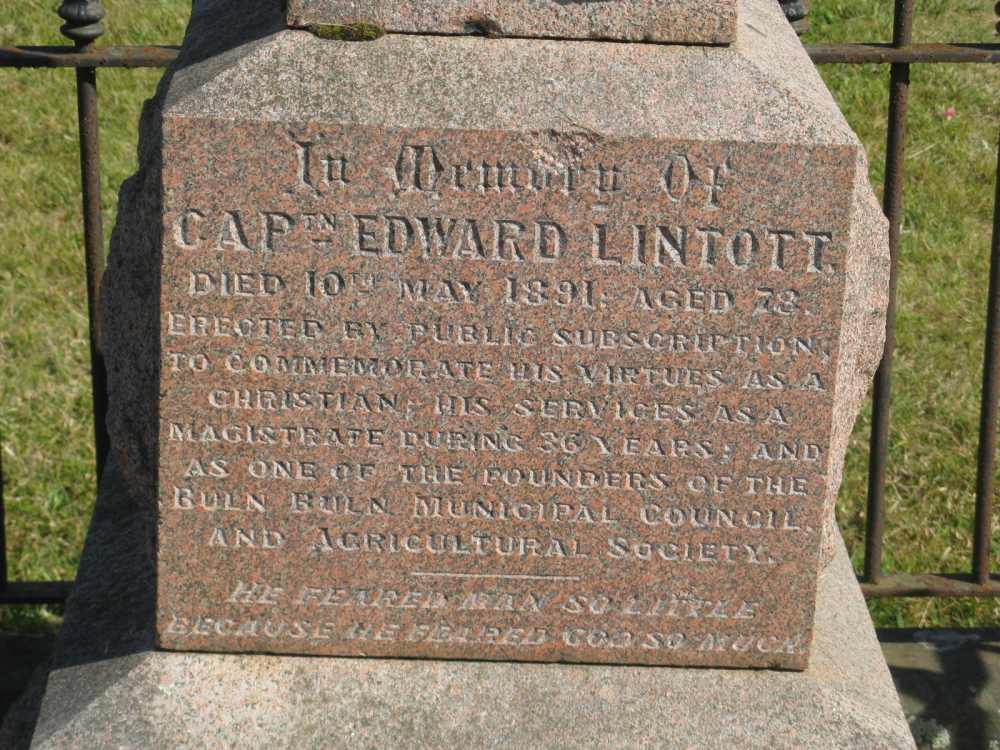 In Memory Of
CAPTN EDWARD LINTOTT.
DIED 10TH MAY 1891, AGED 78.
ERECTED BY PUBLIC SUBSCRIPTION,
TO COMMEMORATE HIS VIRTUES AS A
CHRISTIAN; HIS SERVICES AS A
MAGISTRATE DURING 36 YEARS; AND
AS ONE OF THE FOUNDERS OF THE
BULN BULN MUNICIPAL COUNCIL,
AND AGRICULTURAL SOCIETY.
HE FEARED MAN SO LITTLE
BECAUSE HE FEARED GOD SO MUCH.